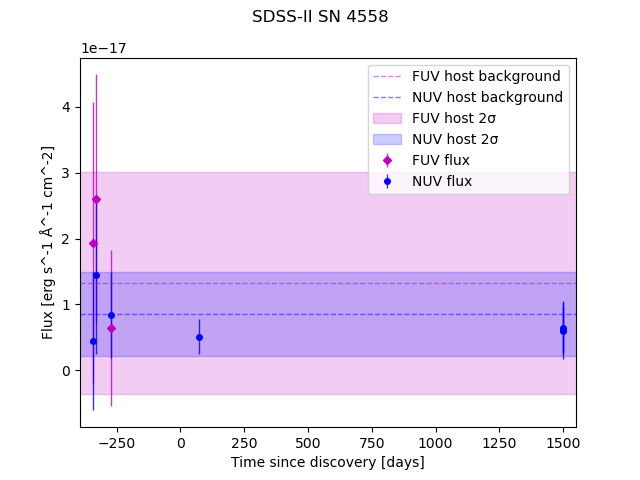 SDSS-II SN 4558
1e−17
FUV host background
NUV host background
FUV host 2σ
NUV host 2σ
FUV flux
NUV flux
Flux [erg s^-1 Å^-1 cm^-2]
4
3
2
1
0
−250
0
250
500
750
1000
1250
1500
Time since discovery [days]